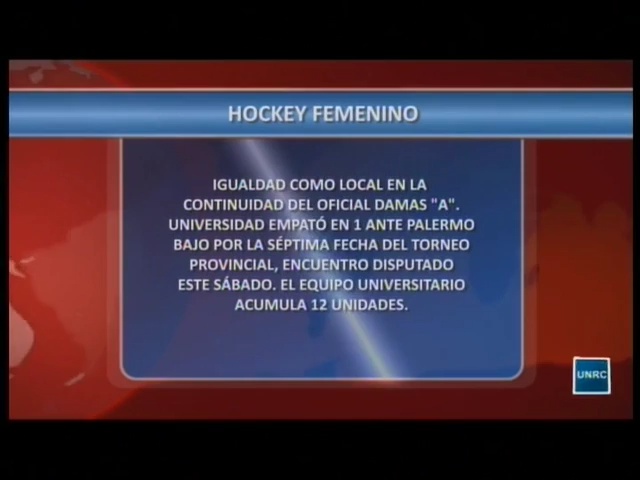 HOCKEY FEMENINO
IGUALDAD COMO LOCAL EN LA
CONTINUIDAD DEL OFICIAL DAMAS "A".
UNIVERSIDAD EMPATÓ EN 1 ANTE PALERMO
BAJO POR LA SÉPTIMA FECHA DEL TORNEO
PROVINCIAL, ENCUENTRO DISPUTADO
ESTE SÁBADO. EL EQUIPO UNIVERSITARIO
ACUMULA 12 UNIDADES.
UNRC